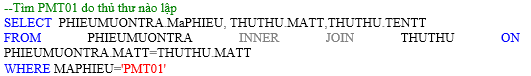 --Tìm PMT01 do thủ thư nào lập
SELECT PHIEUMUONTRA.MaPHIEU, THUTHU.MATT,THUTHU.TENTT
FROM PHIEUMUONTRA INNER JOIN THUTHU ON
PHIEUMUONTRA.MATT=THUTHU.MATT
WHERE MAPHIEU='PMT01'